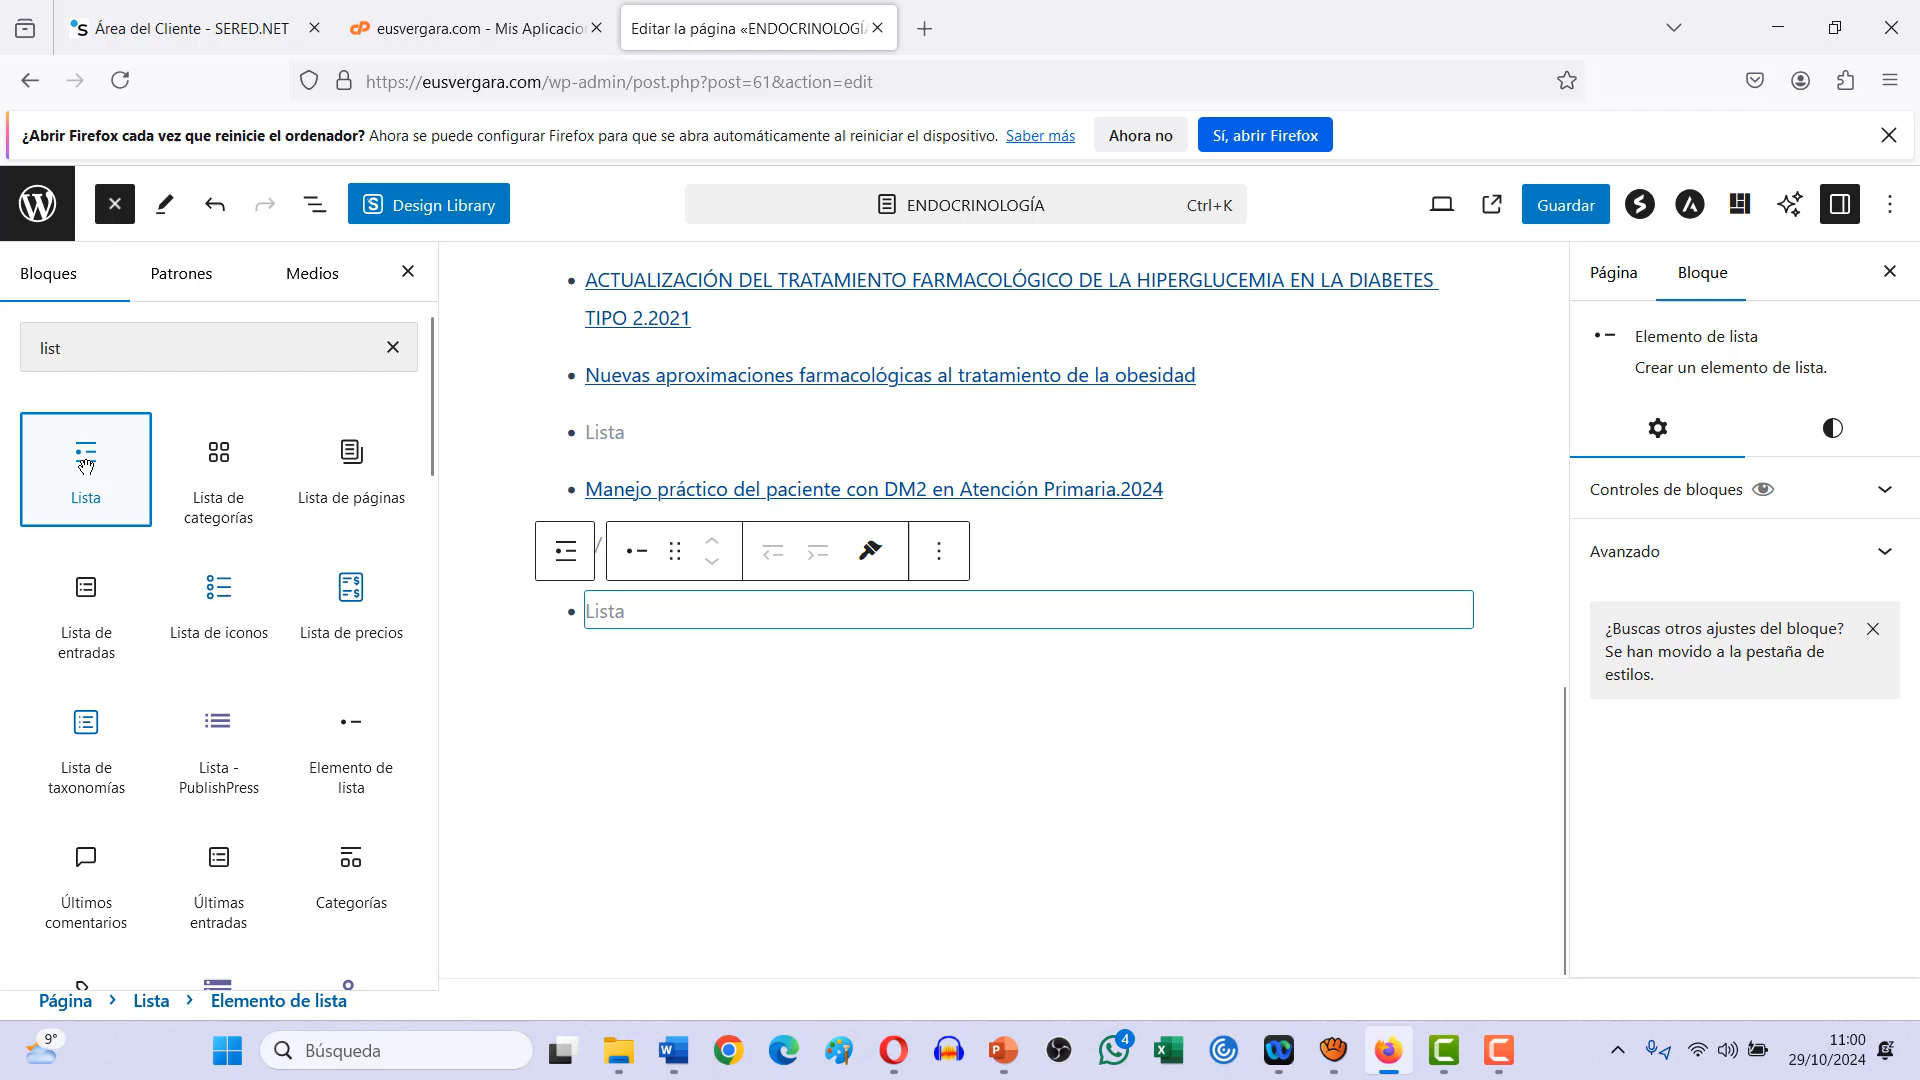 Área del Cliente - SERED.NET
eusvergara.com - Mis Aplicacio
Editar la página «ENDOCRINOLOGÍA
https://eusvergara.com/wp-admin/post.php?post=61&action=edit
¿Abrir Firefox cada vez que reinicie el ordenador? Ahora se puede configurar Firefox para que se abra automáticamente al reiniciar el dispositivo. Saber más
Ahora no
Sí, abrir Firefox
Design Library
ENDOCRINOLOGÍA
Ctrl+K
Guardar
Bloques
Patrones
Medios
list
Lista
Lista de categorías
Lista de páginas
Lista de entradas
Lista de iconos
Lista de precios
Lista de taxonomías
Lista - PublishPress
Elemento de lista
Últimos comentarios
Últimas entradas
Categorías
ACTUALIZACIÓN DEL TRATAMIENTO FARMACOLÓGICO DE LA HIPERGLUCEMIA EN LA DIABETES
TIPO 2.2021
Nuevas aproximaciones farmacológicas al tratamiento de la obesidad
Lista
Manejo práctico del paciente con DM2 en Atención Primaria.2024
/
Lista
Página
Bloque
Elemento de lista
Crear un elemento de lista.
Controles de bloques
Avanzado
¿Buscas otros ajustes del bloque?
Se han movido a la pestaña de
estilos.
Página > Lista > Elemento de lista
9°
Búsqueda
4
11:00
29/10/2024